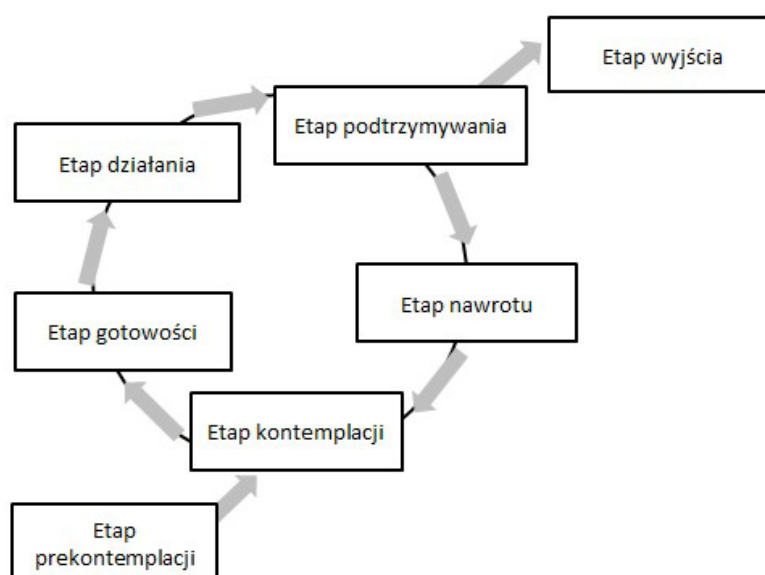 Etap wyjścia
Etap podtrzymywania
Etap działania
Etap nawrotu
Etap gotowości
Etap kontemplacji
Etap
prekontemplacji